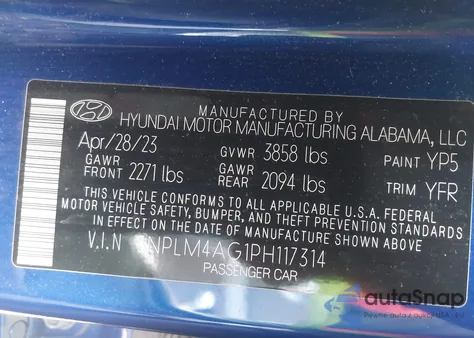 MANUFACTURED BY
HYUNDAI MOTOR MANUFACTURING ALABAMA, LLC
Apr/28/23 GVWR 3858 lbs PAINT YP5
GAWR FRONT 2271 lbs GAWR REAR 2094 lbs TRIM YFR
THIS VEHICLE CONFORMS TO ALL APPLICABLE U.S.A. FEDERAL
MOTOR VEHICLE SAFETY, BUMPER, AND THEFT PREVENTION STANDARDS
IN EFFECT ON THE DATE OF MANUFACTURE SHOWN ABOVE.
V.I.N NPLM4AG1PH117314
PASSENGER CAR
autoSnap